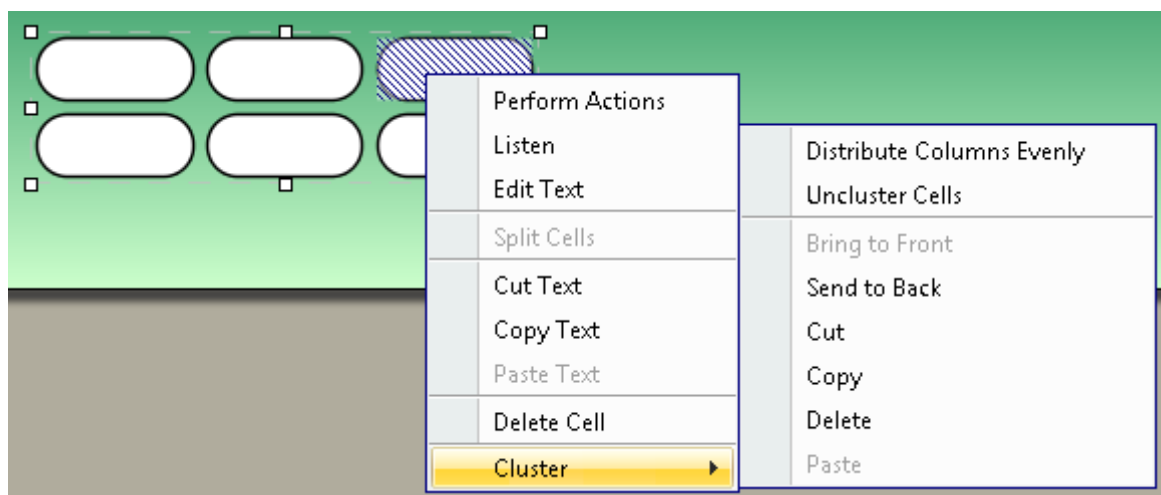 Perform Actions
Listen
Edit Text
Split Cells
Cut Text
Copy Text
Paste Text
Delete Cell
Cluster
Distribute Columns Evenly
Uncluster Cells
Bring to Front
Send to Back
Cut
Copy
Delete
Paste